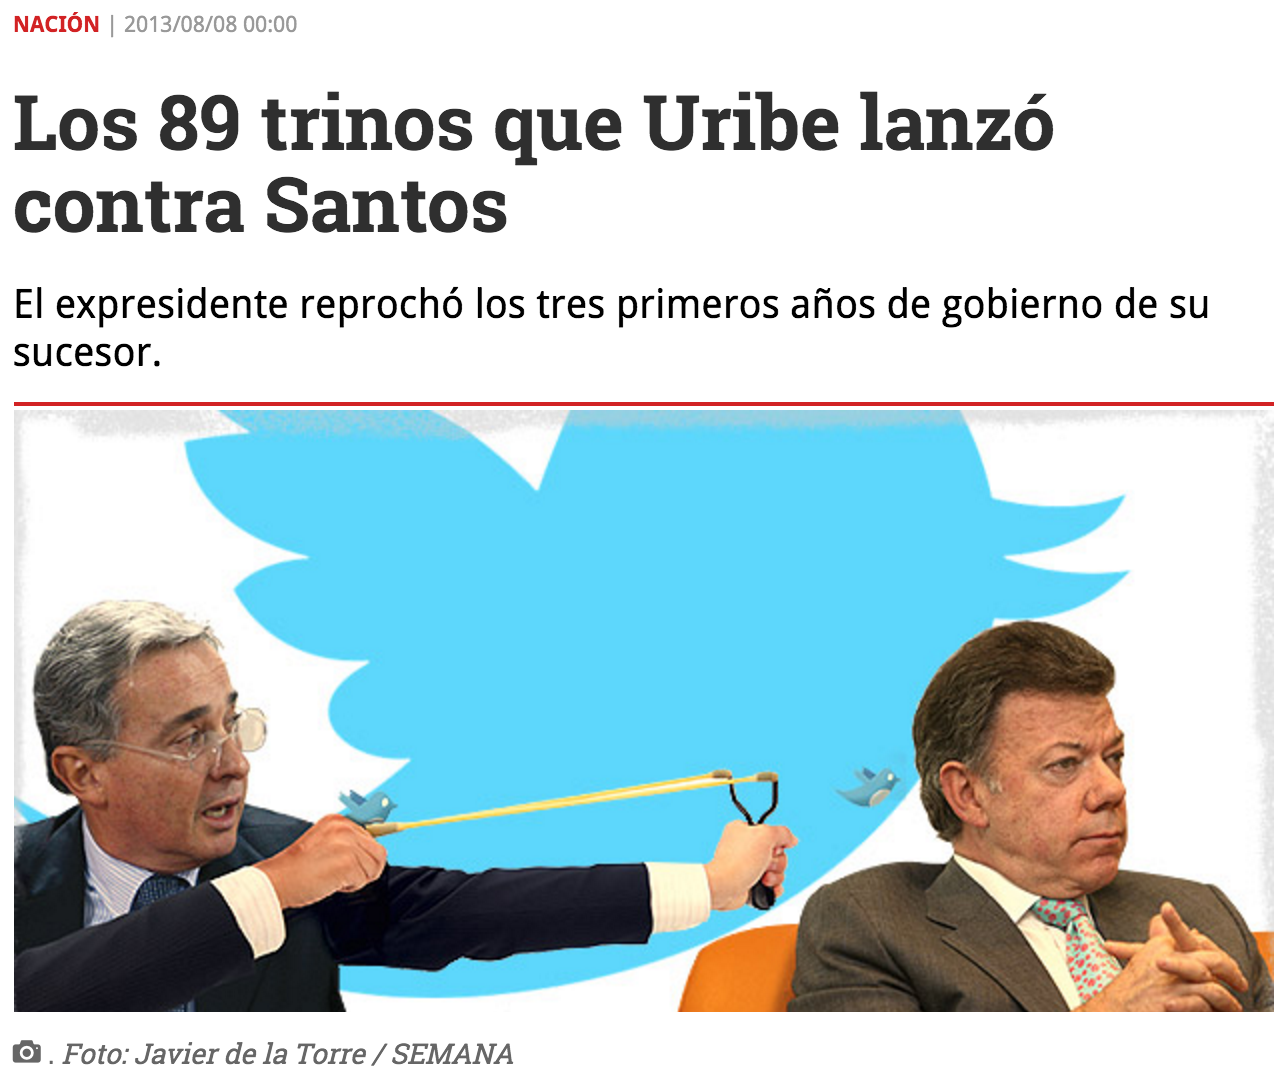 NACIÓN | 2013/08/08 00:00
Los 89 trinos que Uribe lanzó
contra Santos
El expresidente reprochó los tres primeros años de gobierno de su
sucesor.
. Foto: Javier de la Torre / SEMANA